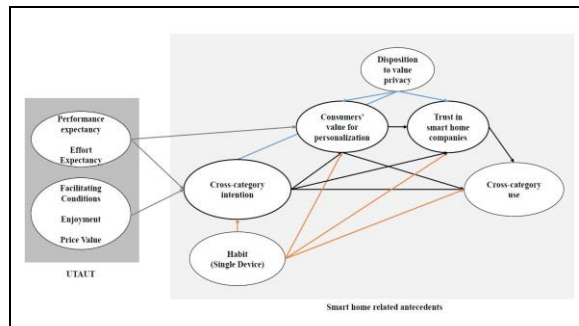 Disposition
to value
privacy
Performance
expectancy
Effort
Expectancy
Consumers'
value for
personalization
Trust in
smart home
companies
Facilitating
Conditions
Enjoyment
Price Value
Cross-category
intention
Cross-category
use
Habit
(Single Device)
UTAUT
Smart home related antecedents